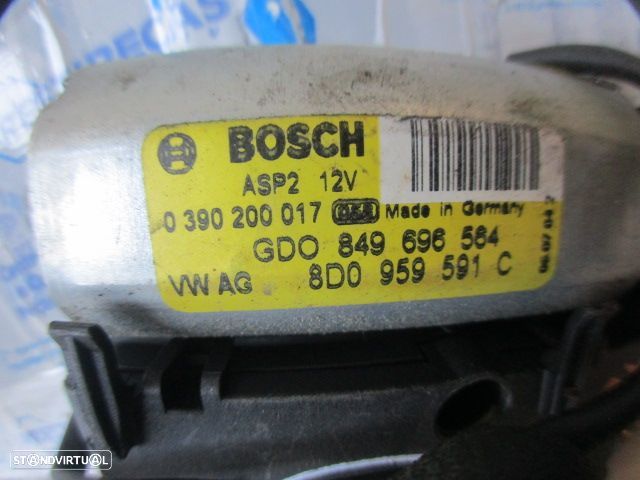 BOSCH
ASP2 12V
0 390 200 017 Made in Germany
GDO 849 696 564
VW AG 8D0 959 591 C
STANDVIRTUAL